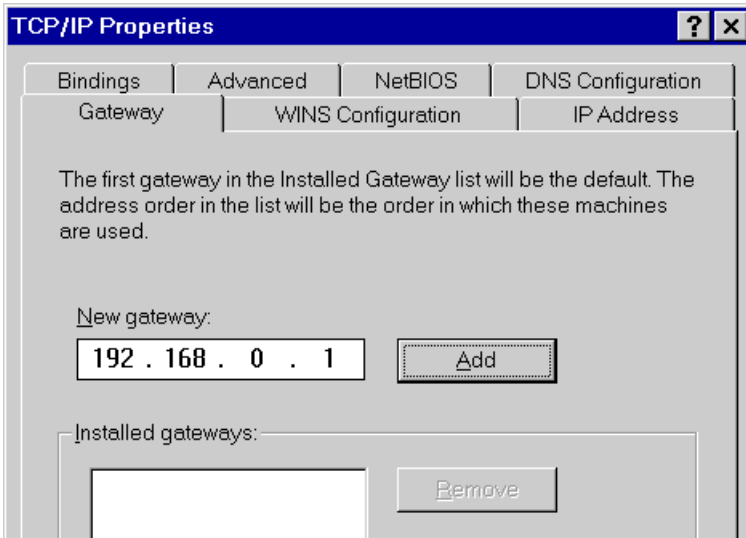 TCP/IP Properties
? ×
Bindings Advanced NetBIOS DNS Configuration
Gateway WINS Configuration IP Address
The first gateway in the Installed Gateway list will be the default. The
address order in the list will be the order in which these machines
are used.
New gateway:
192 . 168 . 0 . 1 Add
Installed gateways:
Remove